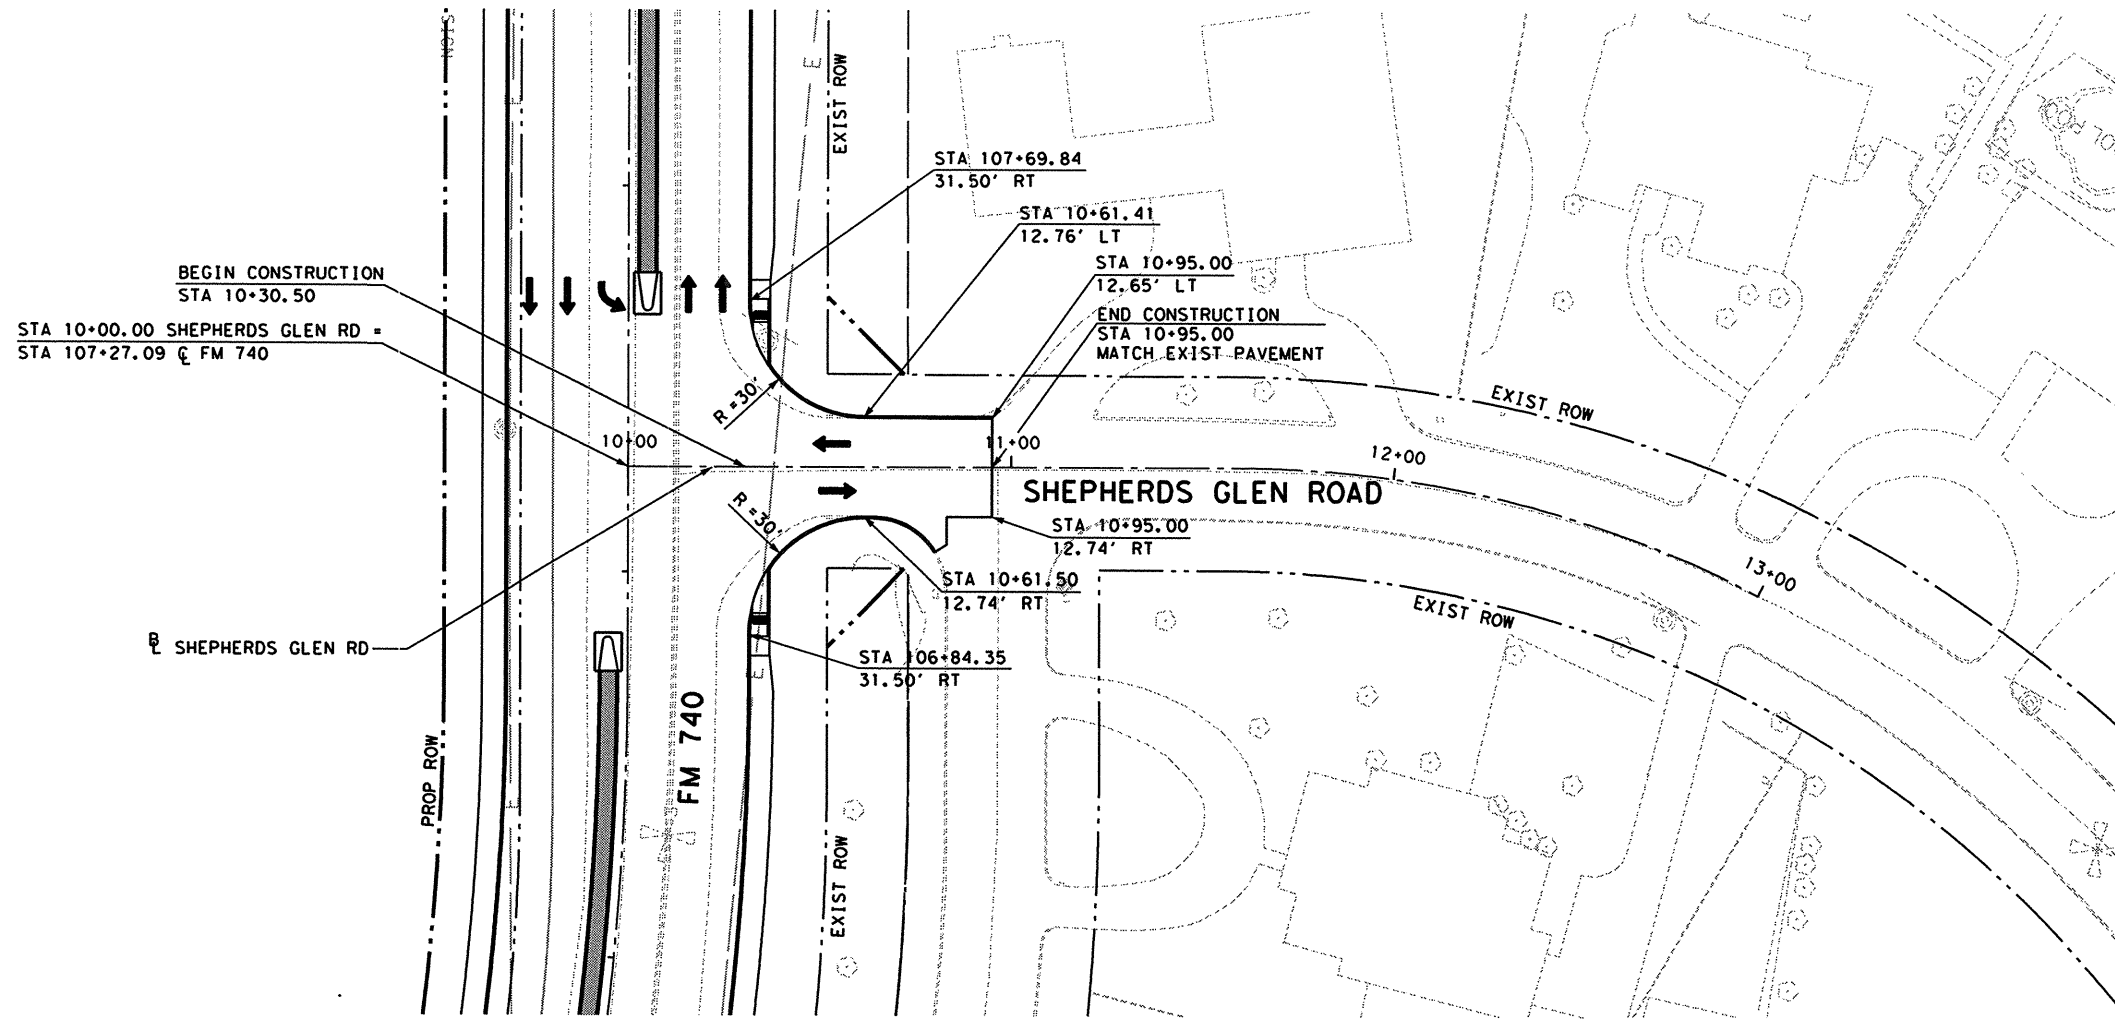 SIGN
E
EXIST ROW
STA 107+69.84
31.50' RT
STA 10+61.41
12.76' LT
BEGIN CONSTRUCTION
STA 10+30.50
STA 10+95.00
12.65' LT
END CONSTRUCTION
STA 10+95.00
MATCH EXIST PAVEMENT
STA 10+00.00 SHEPHERDS GLEN RD =
STA 107+27.09 ℄ FM 740
R =30'
EXIST ROW
10+00
11+00
12+00
SHEPHERDS GLEN ROAD
R =30'
STA 10+95.00
12.74' RT
STA 10+61.50
12.74' RT
13+00
EXIST ROW
B
L SHEPHERDS GLEN RD
STA 106+84.35
31.50' RT
E
FM 740
PROP ROW
EXIST ROW